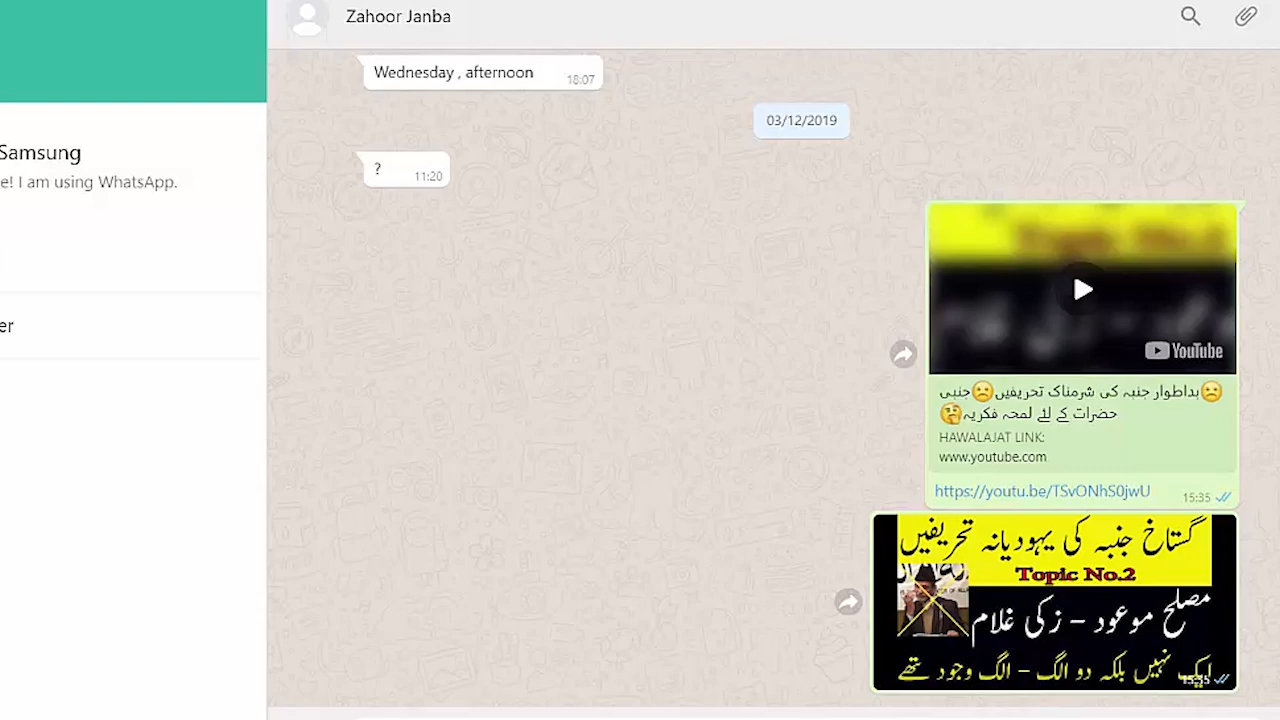 Zahoor Janba
Wednesday , afternoon
18:07
03/12/2019
Samsung
e! I am using WhatsApp.
?
11:20
er
YouTube
☹️بداطوار جنبہ کی شرمناک تحریفیں☹️جنبی
حضرات کے لئے لمحہ فکریہ🤔
HAWALAJAT LINK:
www.youtube.com
https://youtu.be/TSvONhS0jwU
15:35
گستاخ جنبہ کی یہودیانہ تحریفیں
Topic No.2
مصلح موعود - زکی غلام
ایک نہیں بلکہ دو الگ - الگ وجود تھے
15:35